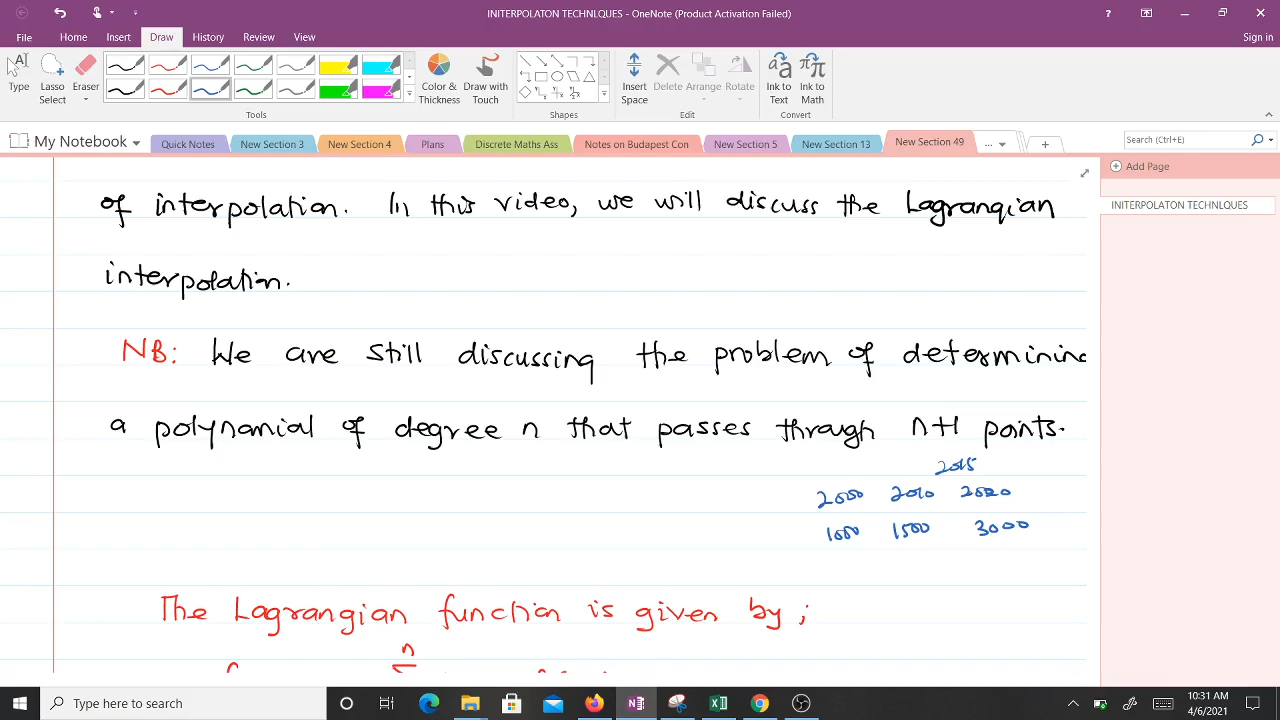 INITERPOLATON TECHNLQUES - OneNote (Product Activation Failed)
Sign in
File Home Insert Draw History Review View
Type Lasso Select Eraser Color & Thickness Draw with Touch Insert Space Delete Arrange Rotate Ink to Text Ink to Math
Tools Shapes Edit Convert
My Notebook Quick Notes New Section 3 New Section 4 Plans Discrete Maths Ass Notes on Budapest Con New Section 5 New Section 13 New Section 49 ... Search (Ctrl+E)
Add Page
INITERPOLATON TECHNLQUES
of interpolation. In this video, we will discuss the Lagrangian
interpolation.
NB: We are still discussing the problem of determining
a polynomial of degree n that passes through n+1 points.
2015
2000 2010 2020
1000 1500 3000
The Lagrangian function is given by ;
n
Type here to search
10:31 AM
4/6/2021